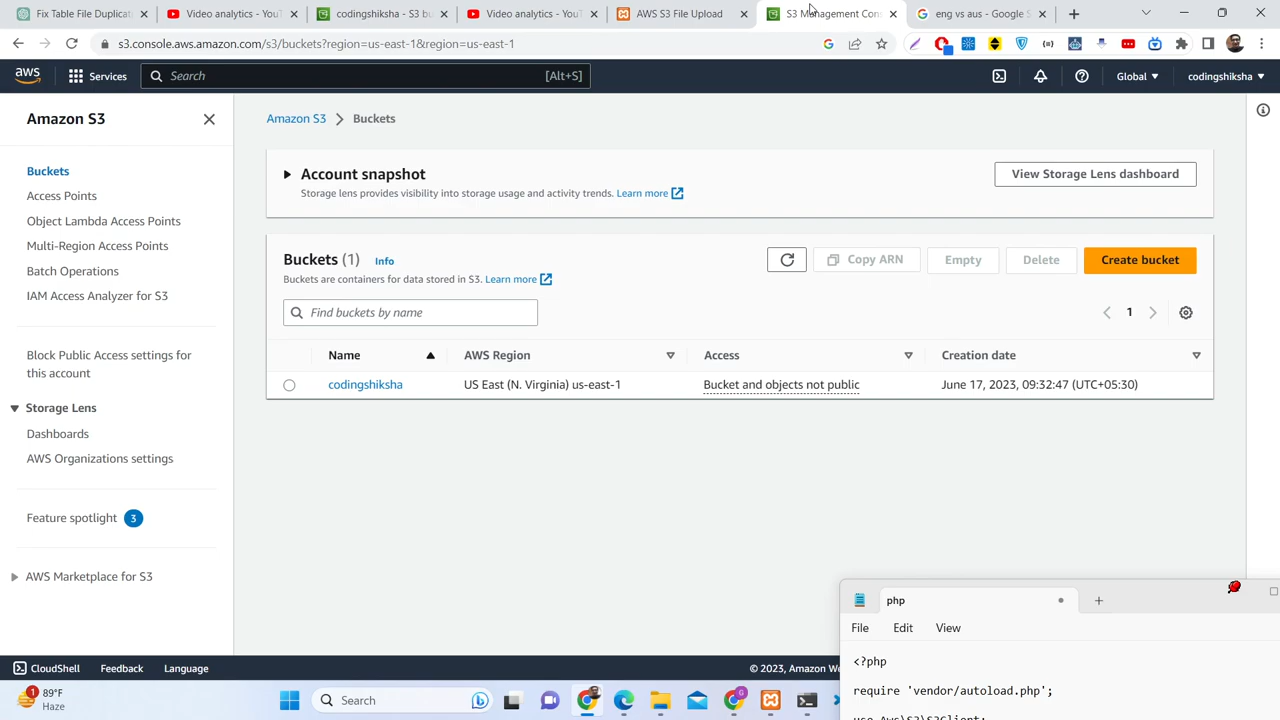 Fix Table File Duplicat
Video analytics - YouT
codingshiksha - S3 bu
Video analytics - YouT
AWS S3 File Upload
S3 Management Cons
eng vs aus - Google S
s3.console.aws.amazon.com/s3/buckets?region=us-east-1&region=us-east-1
aws
Services
Search
[Alt+S]
Global
codingshiksha
Amazon S3
Buckets
Access Points
Object Lambda Access Points
Multi-Region Access Points
Batch Operations
IAM Access Analyzer for S3
Block Public Access settings for
this account
Storage Lens
Dashboards
AWS Organizations settings
Feature spotlight 3
AWS Marketplace for S3
Amazon S3 > Buckets
Account snapshot
Storage lens provides visibility into storage usage and activity trends. Learn more
View Storage Lens dashboard
Buckets (1) Info
Buckets are containers for data stored in S3. Learn more
Copy ARN
Empty
Delete
Create bucket
Find buckets by name
1
Name
AWS Region
Access
Creation date
codingshiksha
US East (N. Virginia) us-east-1
Bucket and objects not public
June 17, 2023, 09:32:47 (UTC+05:30)
php
File
Edit
View
<?php
require 'vendor/autoload.php';
use Aws\S3\S3Client;
CloudShell
Feedback
Language
© 2023, Amazon We
1
89°F
Haze
Search